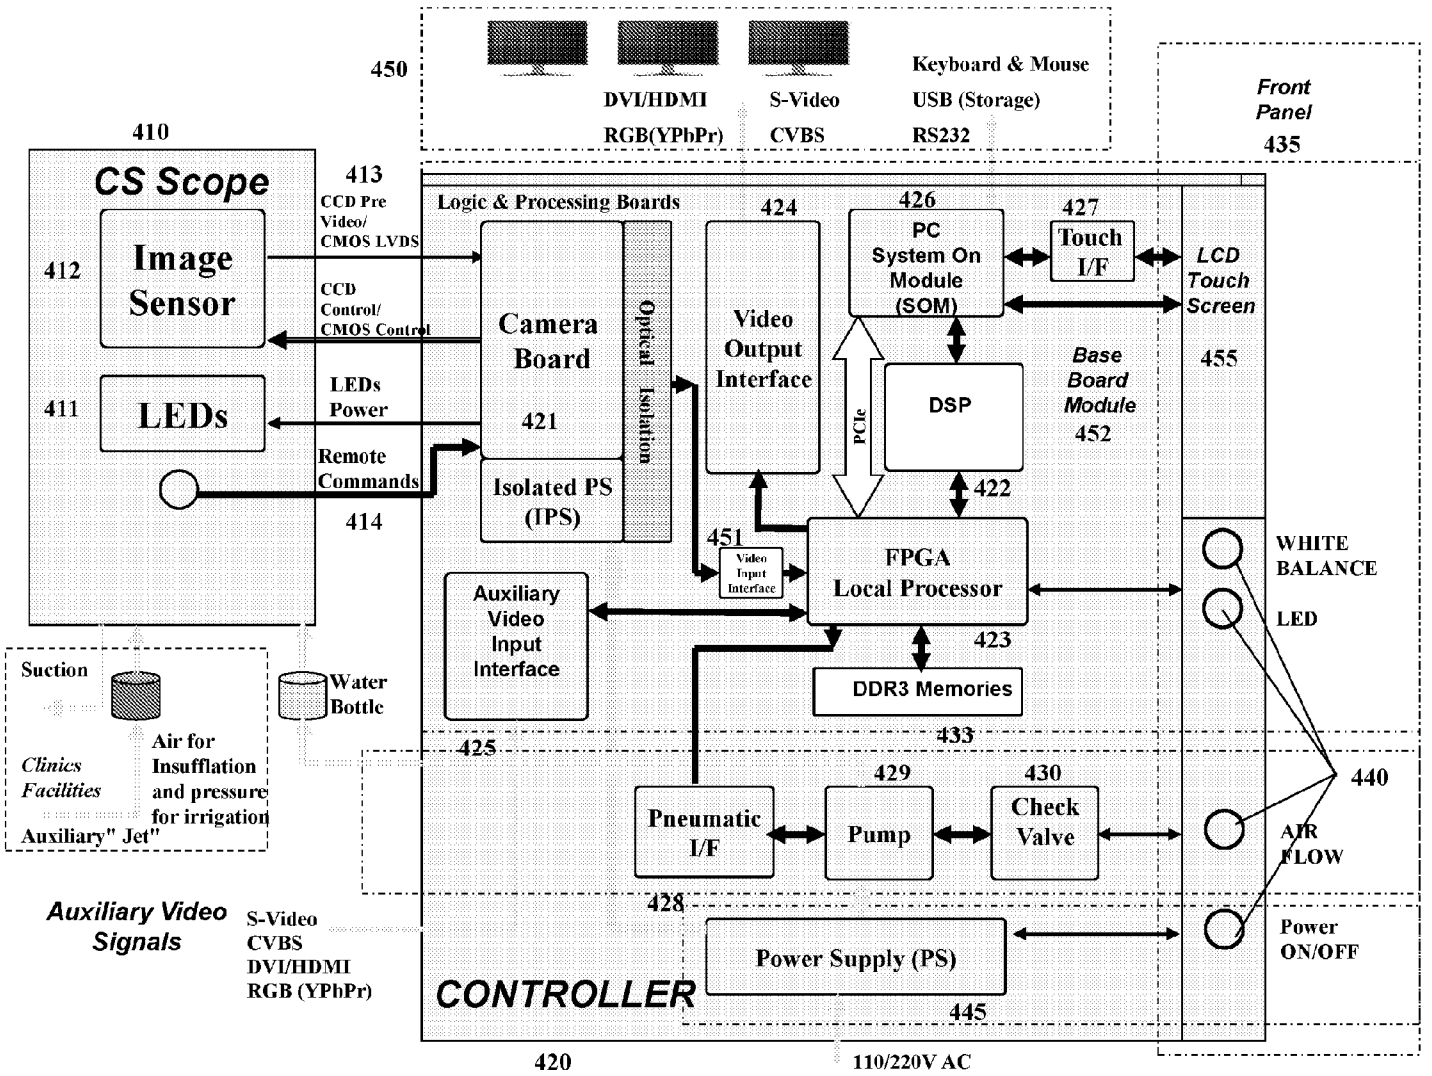 450
DVI/HDMI
RGB(YPbPr)
S-Video
CVBS
Keyboard & Mouse
USB (Storage)
RS232
Front
Panel
435
410
CS Scope
412
Image
Sensor
411
LEDs
413
CCD Pre
Video/
CMOS LVDS
CCD
Control/
CMOS Control
LEDs
Power
Remote
Commands
414
Logic & Processing Boards
Camera
Board
421
Isolated PS
(IPS)
Optical Isolation
424
Video
Output
Interface
426
PC
System On
Module
(SOM)
427
Touch
I/F
LCD
Touch
Screen
455
Base
Board
Module
452
PCIe
DSP
422
451
Video
Input
Interface
FPGA
Local Processor
423
DDR3 Memories
433
Auxiliary
Video
Input
Interface
425
WHITE
BALANCE
LED
440
AIR
FLOW
Power
ON/OFF
Suction
Water
Bottle
Clinics
Facilities
Air for
Insufflation
and pressure
for irrigation
Auxiliary" Jet"
Pneumatic
I/F
428
429
Pump
430
Check
Valve
Auxiliary Video
Signals
S-Video
CVBS
DVI/HDMI
RGB (YPbPr)
CONTROLLER
Power Supply (PS)
445
420
110/220V AC